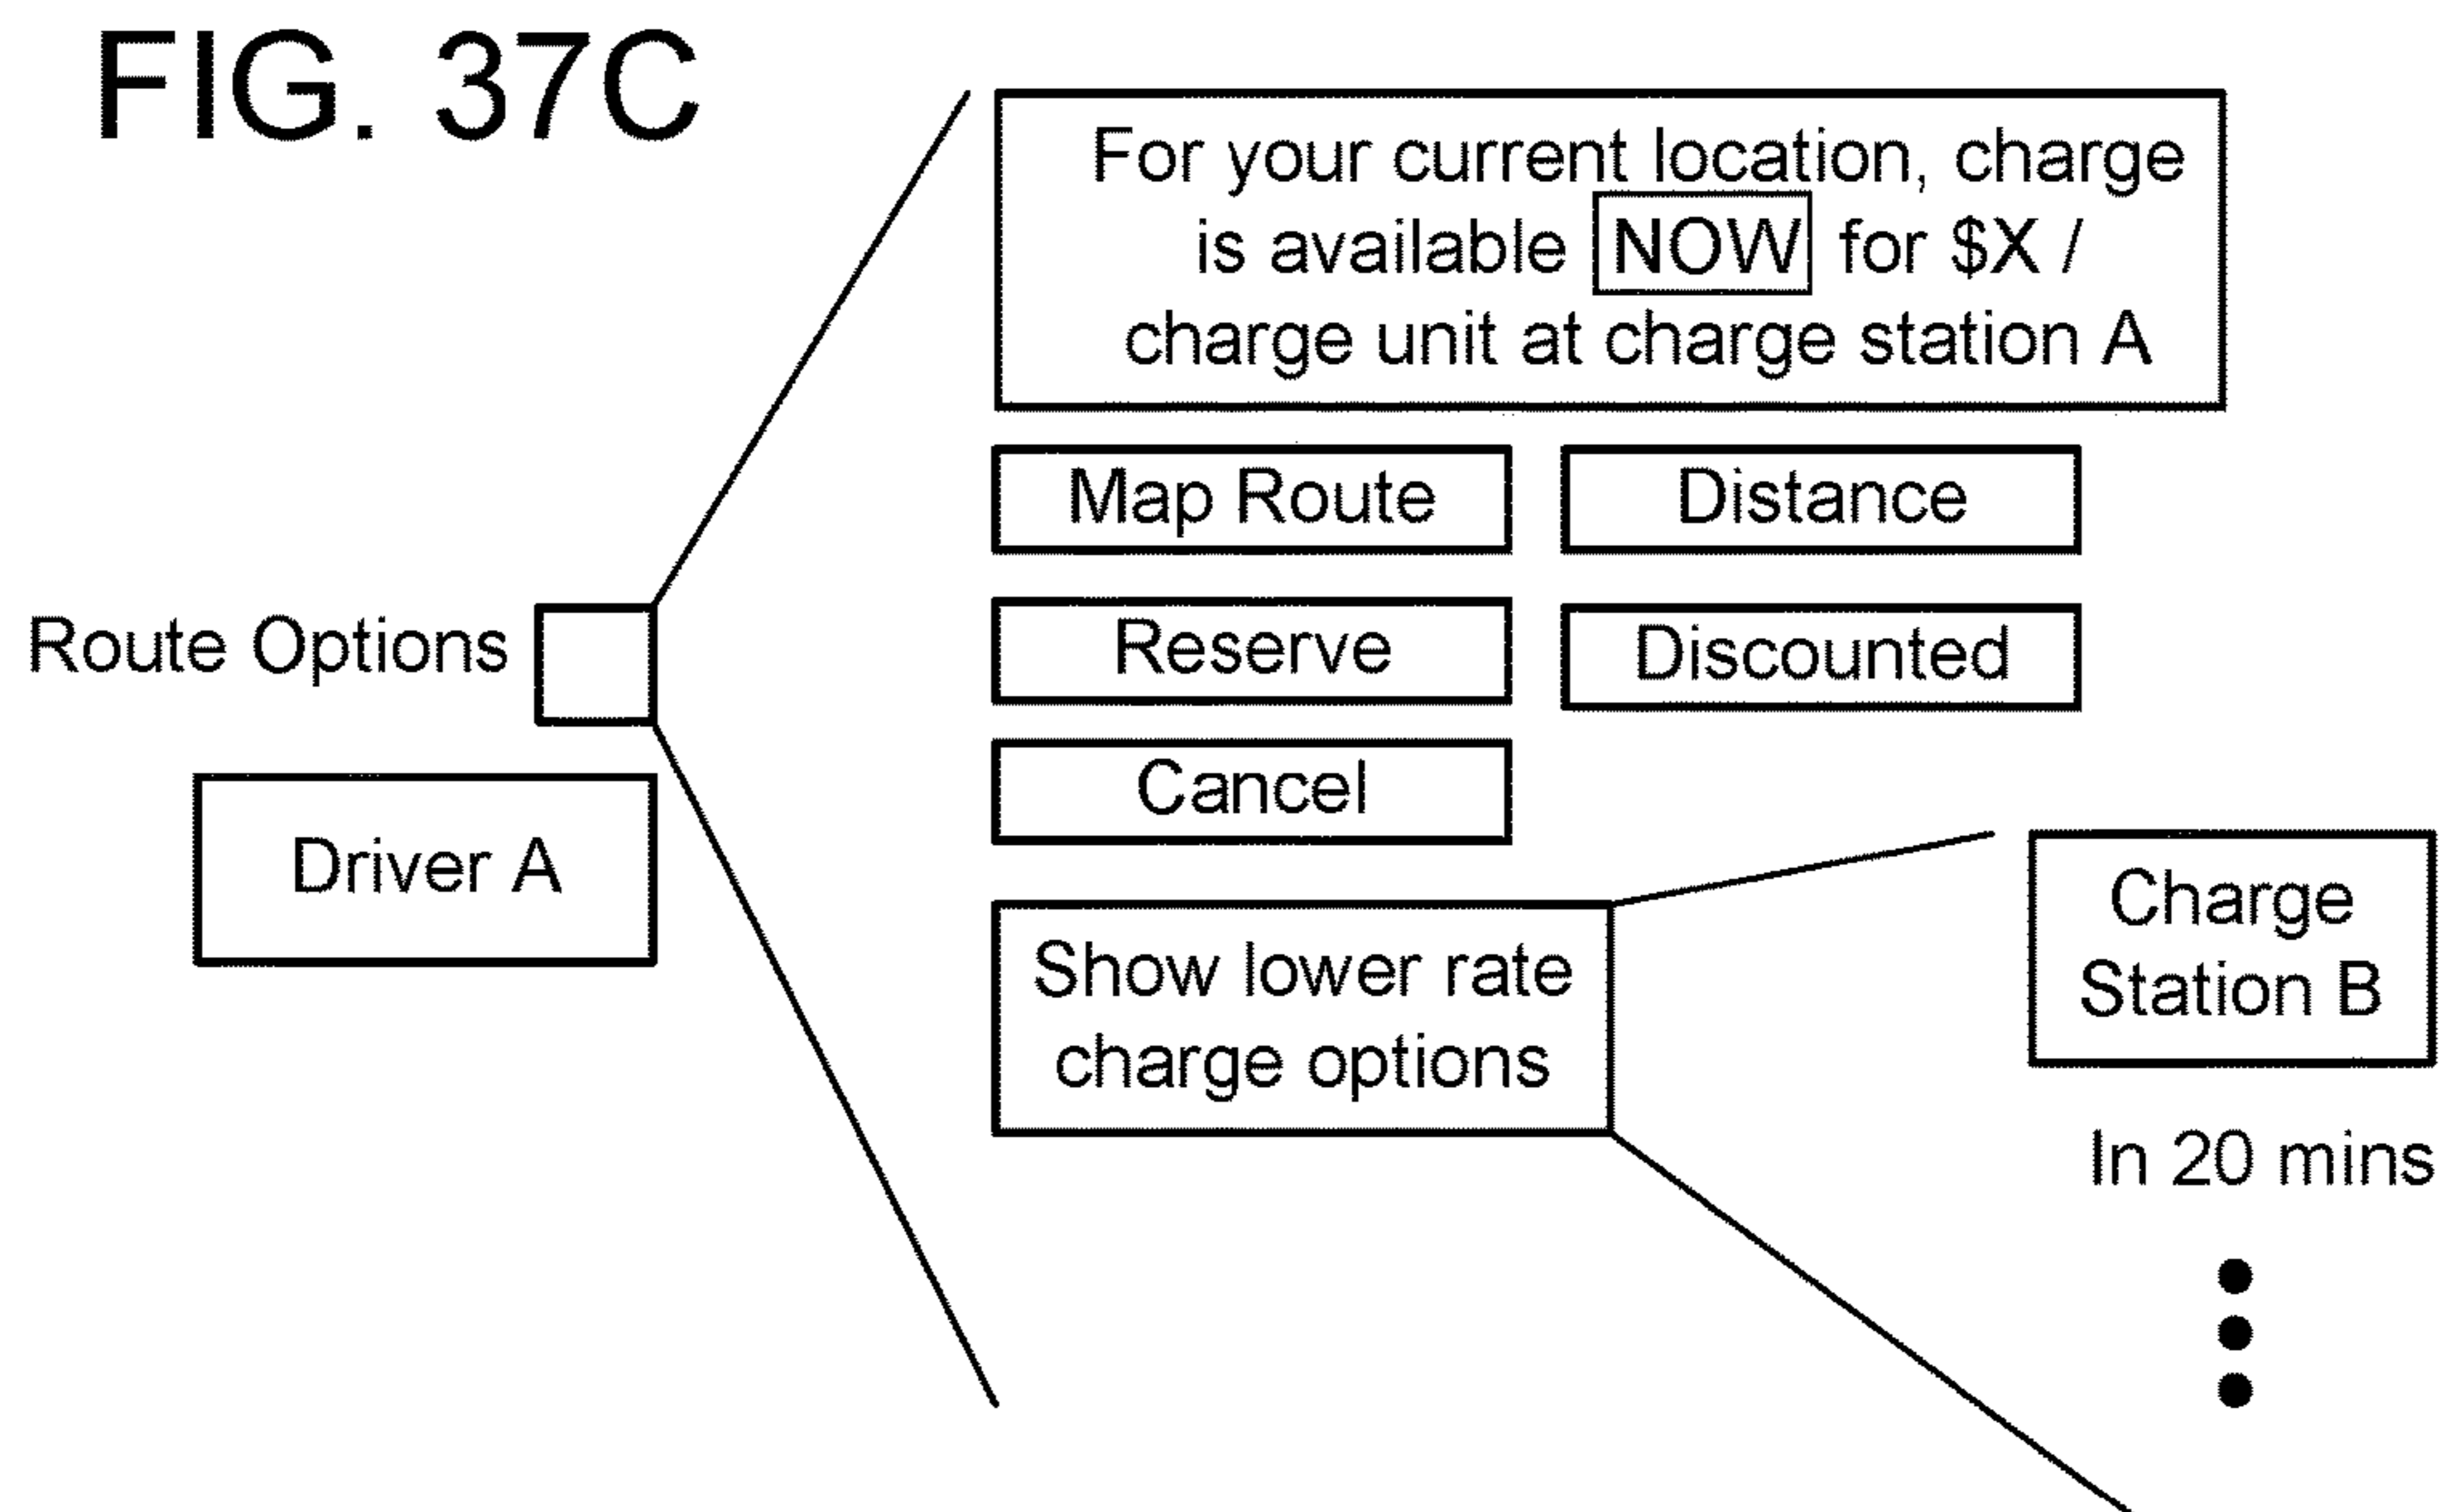 FIG. 37C
For your current location, charge
is available NOW for $X /
charge unit at charge station A
Map Route
Distance
Route Options
Reserve
Discounted
Cancel
Driver A
Show lower rate
charge options
Charge
Station B
In 20 mins